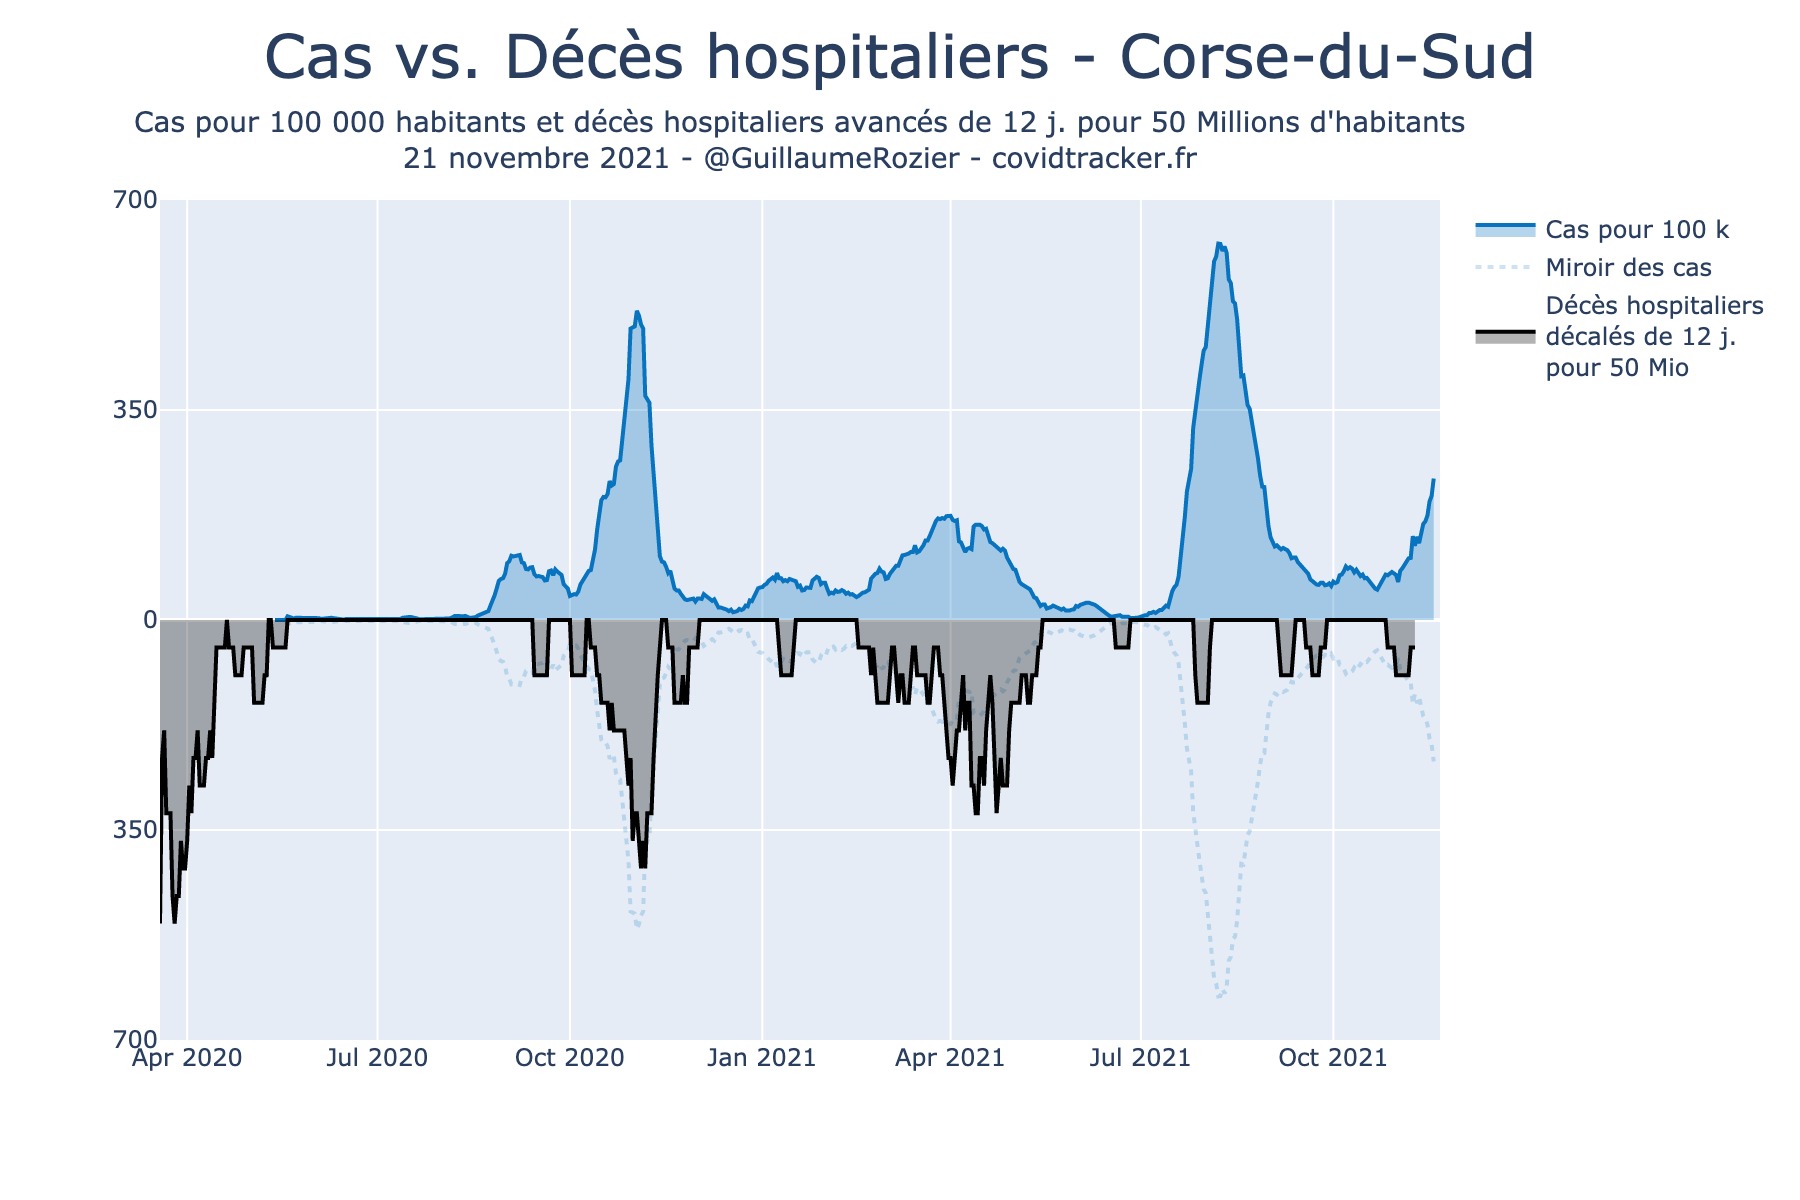 Cas vs. Décès hospitaliers - Corse-du-Sud
Cas pour 100 000 habitants et décès hospitaliers avancés de 12 j. pour 50 Millions d'habitants
21 novembre 2021 - @GuillaumeRozier - covidtracker.fr
700
350
0
350
700
Apr 2020
Jul 2020
Oct 2020
Jan 2021
Apr 2021
Jul 2021
Oct 2021
Cas pour 100 k
Miroir des cas
Décès hospitaliers
décalés de 12 j.
pour 50 Mio